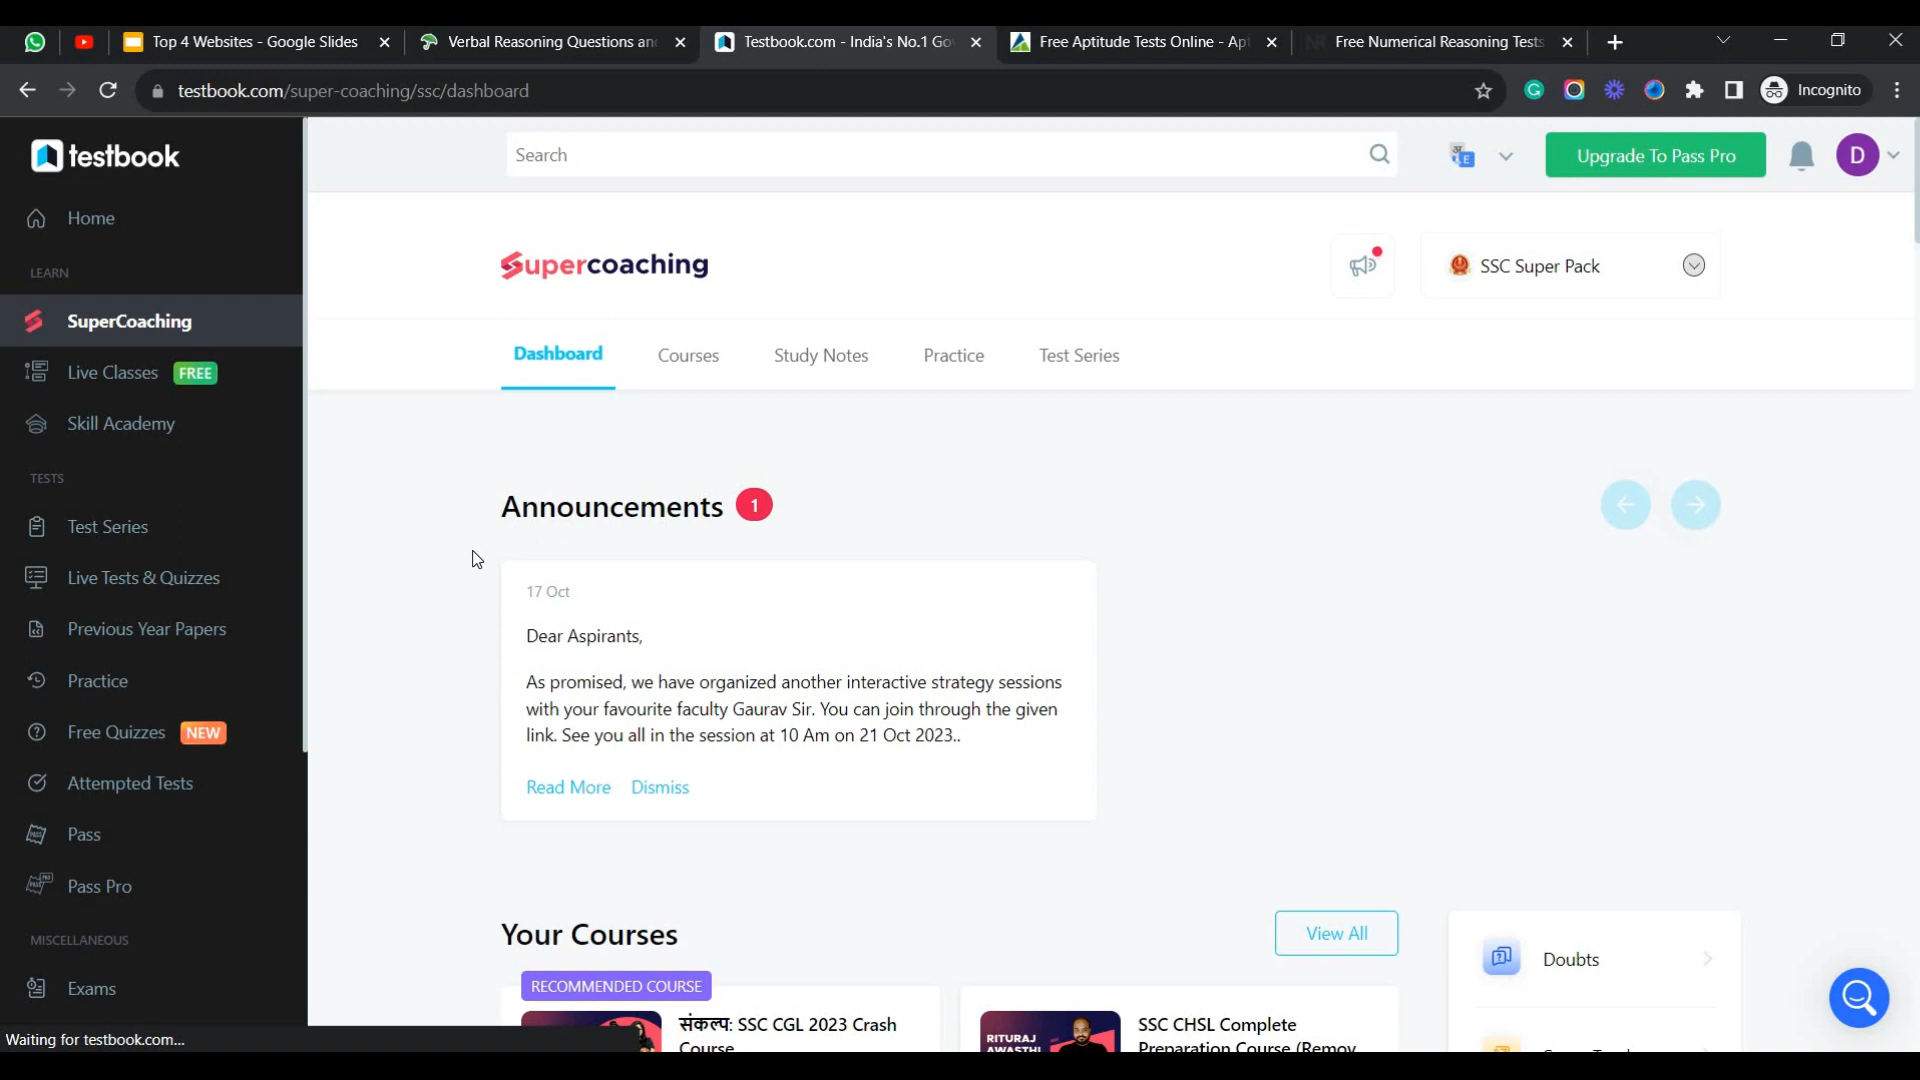 Top 4 Websites - Google Slides
Verbal Reasoning Questions an
Testbook.com - India's No.1 Go
Free Aptitude Tests Online - Apt
Free Numerical Reasoning Tests
testbook.com/super-coaching/ssc/dashboard
Incognito
testbook
Search
Upgrade To Pass Pro
D
Home
LEARN
SuperCoaching
Live Classes FREE
Skill Academy
TESTS
Test Series
Live Tests & Quizzes
Previous Year Papers
Practice
Free Quizzes NEW
Attempted Tests
Pass
Pass Pro
MISCELLANEOUS
Exams
Waiting for testbook.com...
Supercoaching
SSC Super Pack
Dashboard
Courses
Study Notes
Practice
Test Series
Announcements 1
17 Oct
Dear Aspirants,
As promised, we have organized another interactive strategy sessions
with your favourite faculty Gaurav Sir. You can join through the given
link. See you all in the session at 10 Am on 21 Oct 2023..
Read More Dismiss
Your Courses
View All
RECOMMENDED COURSE
संकल्प: SSC CGL 2023 Crash
Course
RITURAJ
AWASTHI
SSC CHSL Complete
Preparation Course (Remov
Doubts